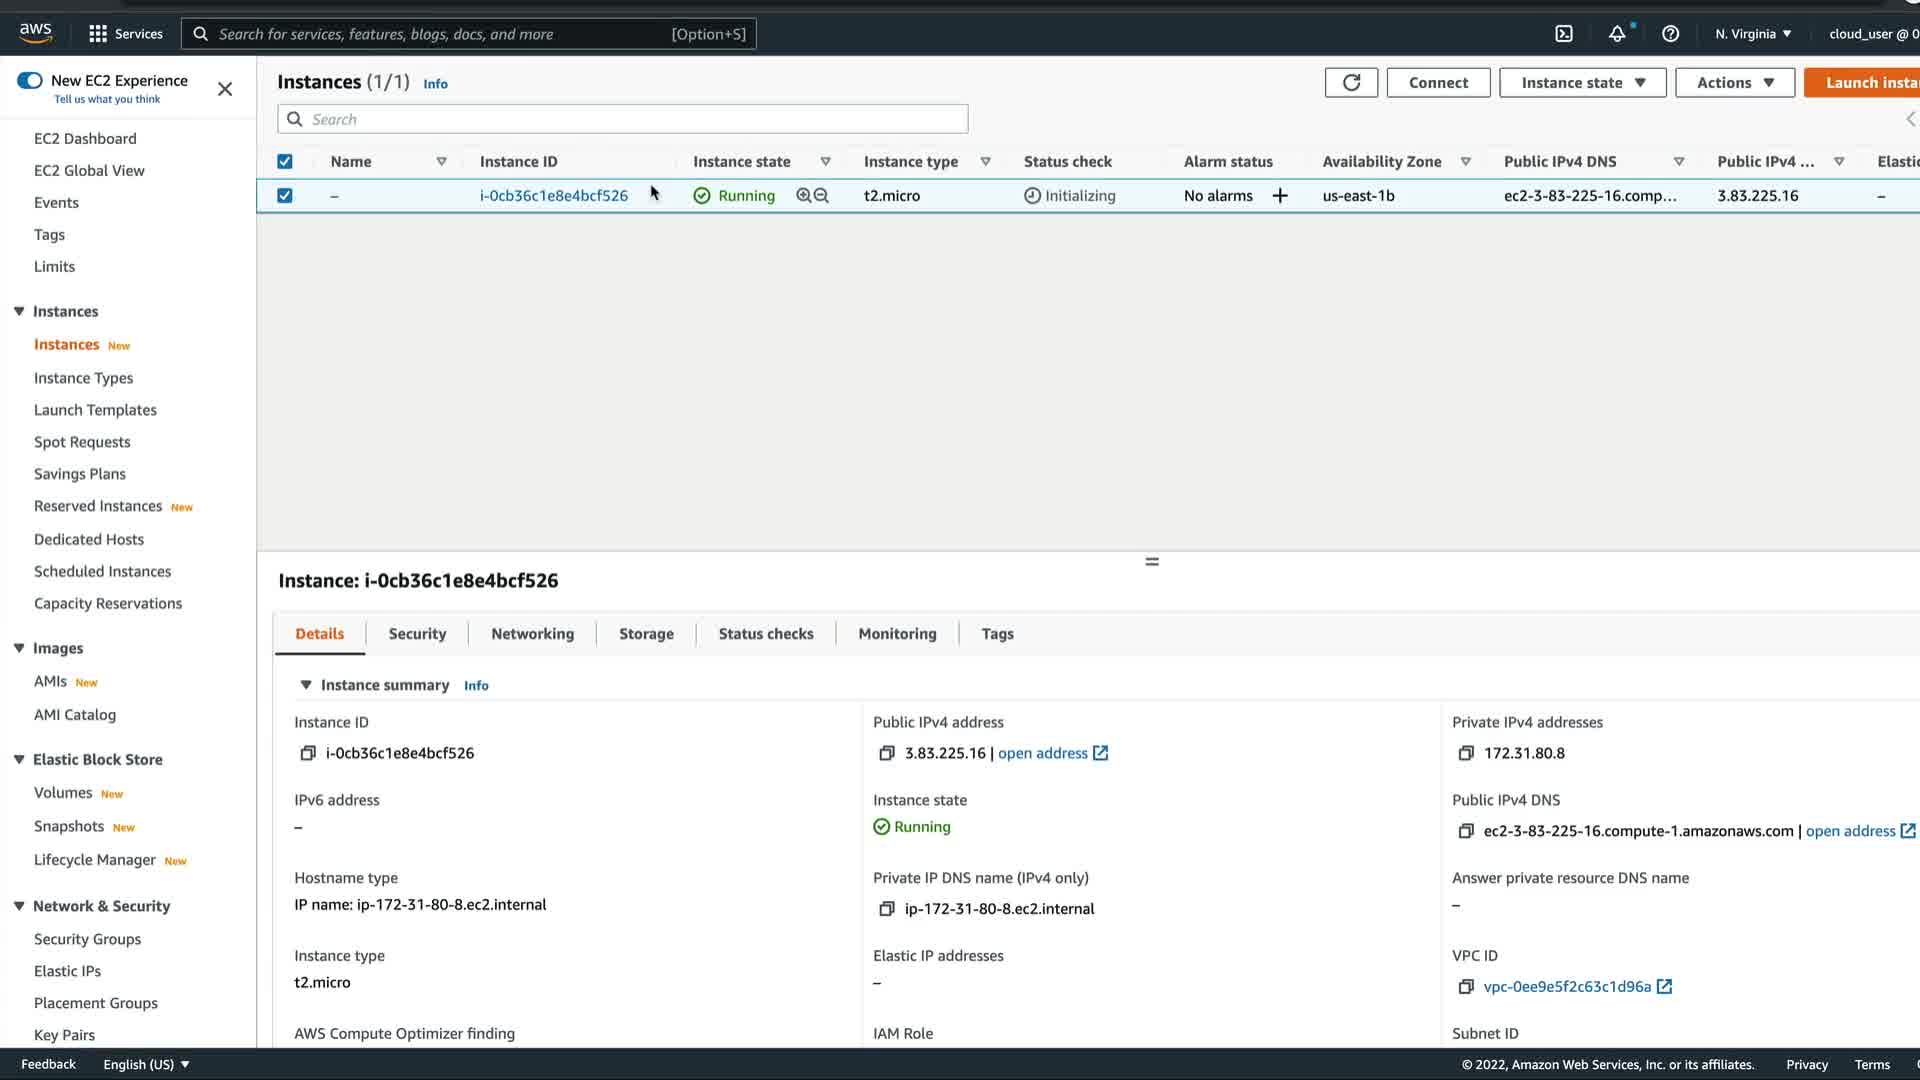 aws
Services
Search for services, features, blogs, docs, and more
[Option+S]
N. Virginia
cloud_user @ 0
New EC2 Experience
Tell us what you think
EC2 Dashboard
EC2 Global View
Events
Tags
Limits
Instances
Instances New
Instance Types
Launch Templates
Spot Requests
Savings Plans
Reserved Instances New
Dedicated Hosts
Scheduled Instances
Capacity Reservations
Images
AMIs New
AMI Catalog
Elastic Block Store
Volumes New
Snapshots New
Lifecycle Manager New
Network & Security
Security Groups
Elastic IPs
Placement Groups
Key Pairs
Instances (1/1) Info
Connect
Instance state
Actions
Launch insta
Search
Name Instance ID Instance state Instance type Status check Alarm status Availability Zone Public IPv4 DNS Public IPv4 ... Elastic
– i-0cb36c1e8e4bcf526 Running t2.micro Initializing No alarms + us-east-1b ec2-3-83-225-16.comp... 3.83.225.16 –
Instance: i-0cb36c1e8e4bcf526
Details Security Networking Storage Status checks Monitoring Tags
Instance summary Info
Instance ID
i-0cb36c1e8e4bcf526
Public IPv4 address
3.83.225.16 | open address
Private IPv4 addresses
172.31.80.8
IPv6 address
–
Instance state
Running
Public IPv4 DNS
ec2-3-83-225-16.compute-1.amazonaws.com | open address
Hostname type
IP name: ip-172-31-80-8.ec2.internal
Private IP DNS name (IPv4 only)
ip-172-31-80-8.ec2.internal
Answer private resource DNS name
–
Instance type
t2.micro
Elastic IP addresses
–
VPC ID
vpc-0ee9e5f2c63c1d96a
AWS Compute Optimizer finding
IAM Role
Subnet ID
Feedback
English (US)
© 2022, Amazon Web Services, Inc. or its affiliates.
Privacy
Terms